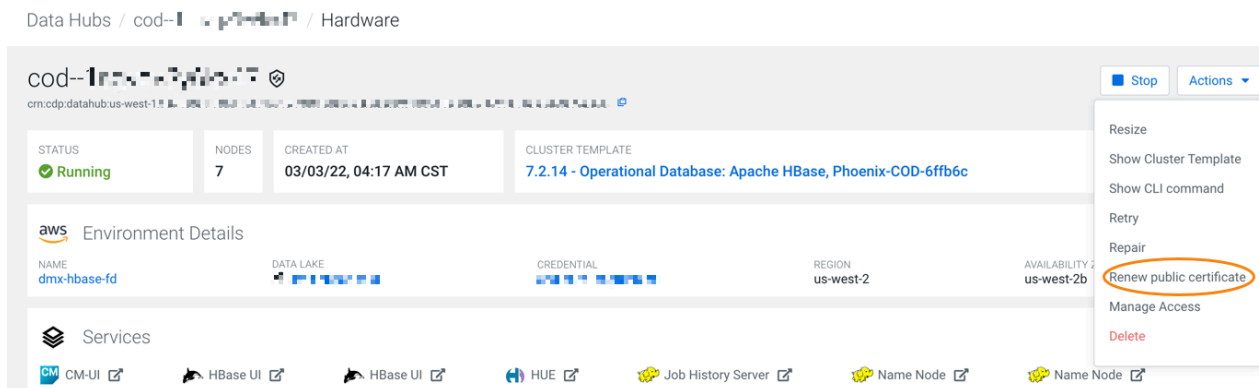 Data Hubs / cod-- / Hardware
cod--
crn:cdp:datahub:us-west-1
Stop
Actions
Resize
Show Cluster Template
Show CLI command
Retry
Repair
Renew public certificate
Manage Access
Delete
STATUS
Running
NODES
7
CREATED AT
03/03/22, 04:17 AM CST
CLUSTER TEMPLATE
7.2.14 - Operational Database: Apache HBase, Phoenix-COD-6ffb6c
aws Environment Details
NAME
dmx-hbase-fd
DATA LAKE
CREDENTIAL
REGION
us-west-2
AVAILABILITY
us-west-2b
Services
CM CM-UI HBase UI HBase UI HUE Job History Server Name Node Name Node